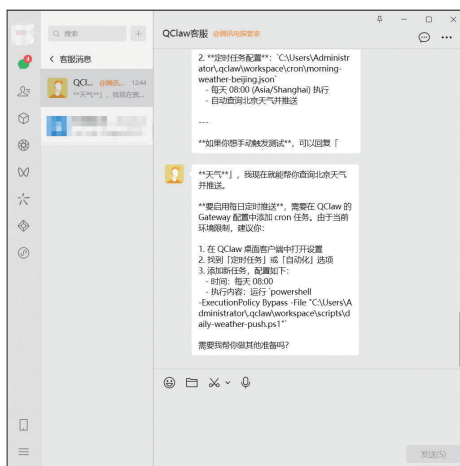 搜索
QClaw客服 @腾讯电脑管家
客服消息
4
QCl... @腾讯... 12:44
**天气**」，我现在就...
2. **定时任务配置**：`C:\Users\Administr
ator\.qclaw\workspace\cron\morning-
weather-beijing.json`
- 每天 08:00 (Asia/Shanghai) 执行
- 自动查询北京天气并推送
---
**如果你想手动触发测试**，可以回复「
**天气**」，我现在就能帮你查询北京天气
并推送。
**要启用每日定时推送**，需要在 QClaw 的
Gateway 配置中添加 cron 任务。由于当前
环境限制，建议你：
1. 在 QClaw 桌面客户端中打开设置
2. 找到「定时任务」或「自动化」选项
3. 添加新任务，配置如下：
- 时间：每天 08:00
- 执行内容：运行 `powershell
-ExecutionPolicy Bypass -File "C:\Users\A
dministrator\.qclaw\workspace\scripts\d
aily-weather-push.ps1"`
需要我帮你做其他准备吗？
发送(S)